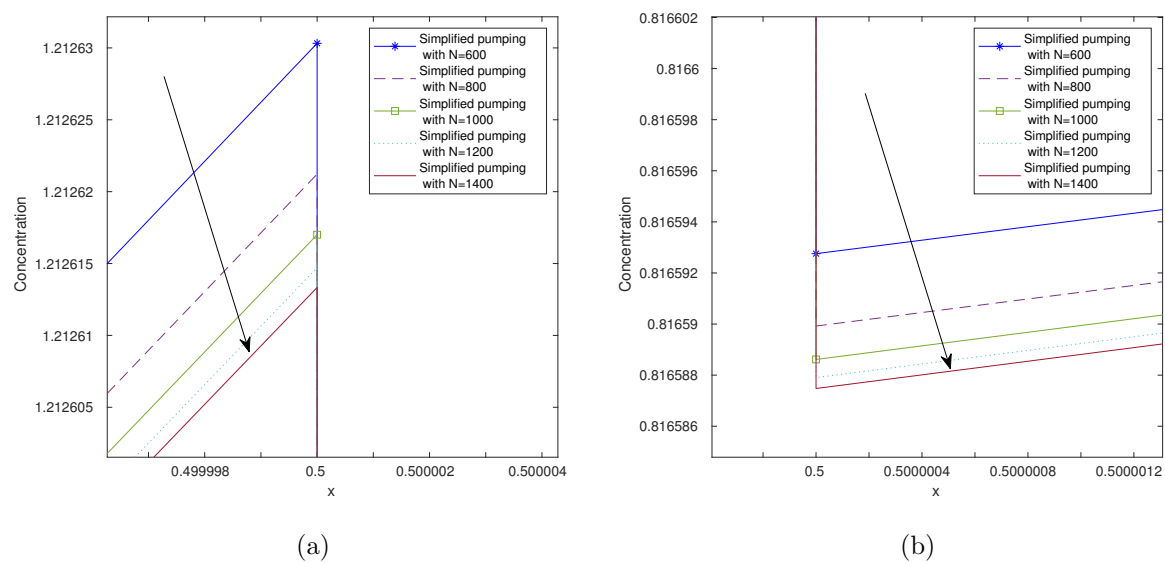 1.21263
1.212625
1.21262
1.212615
1.21261
1.212605
Concentration
0.499998
0.5
0.500002
0.500004
x
Simplified pumping
with N=600
Simplified pumping
with N=800
Simplified pumping
with N=1000
Simplified pumping
with N=1200
Simplified pumping
with N=1400
(a)
0.816602
0.8166
0.816598
0.816596
0.816594
0.816592
0.81659
0.816588
0.816586
Concentration
0.5
0.5000004
0.5000008
0.5000012
x
Simplified pumping
with N=600
Simplified pumping
with N=800
Simplified pumping
with N=1000
Simplified pumping
with N=1200
Simplified pumping
with N=1400
(b)